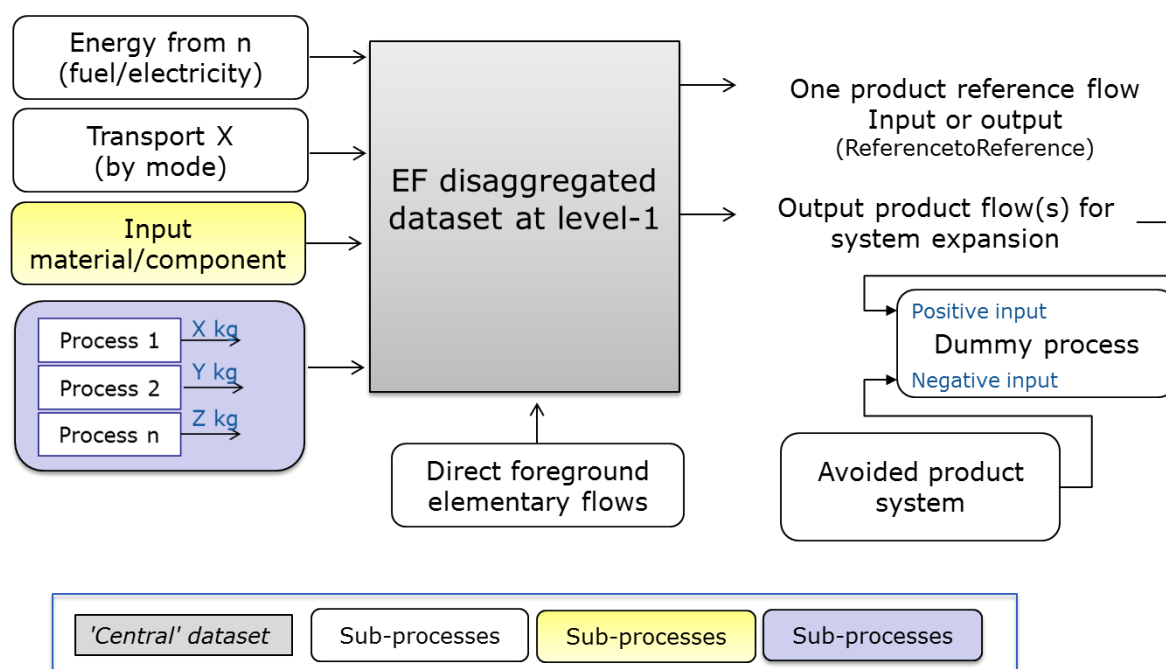 Energy from n
(fuel/electricity)
Transport X
(by mode)
Input
material/component
Process 1
X kg
Process 2
Y kg
Process n
Z kg
EF disaggregated
dataset at level-1
Direct foreground
elementary flows
One product reference flow
Input or output
(ReferencetoReference)
Output product flow(s) for
system expansion
Positive input
Dummy process
Negative input
Avoided product
system
'Central' dataset
Sub-processes
Sub-processes
Sub-processes